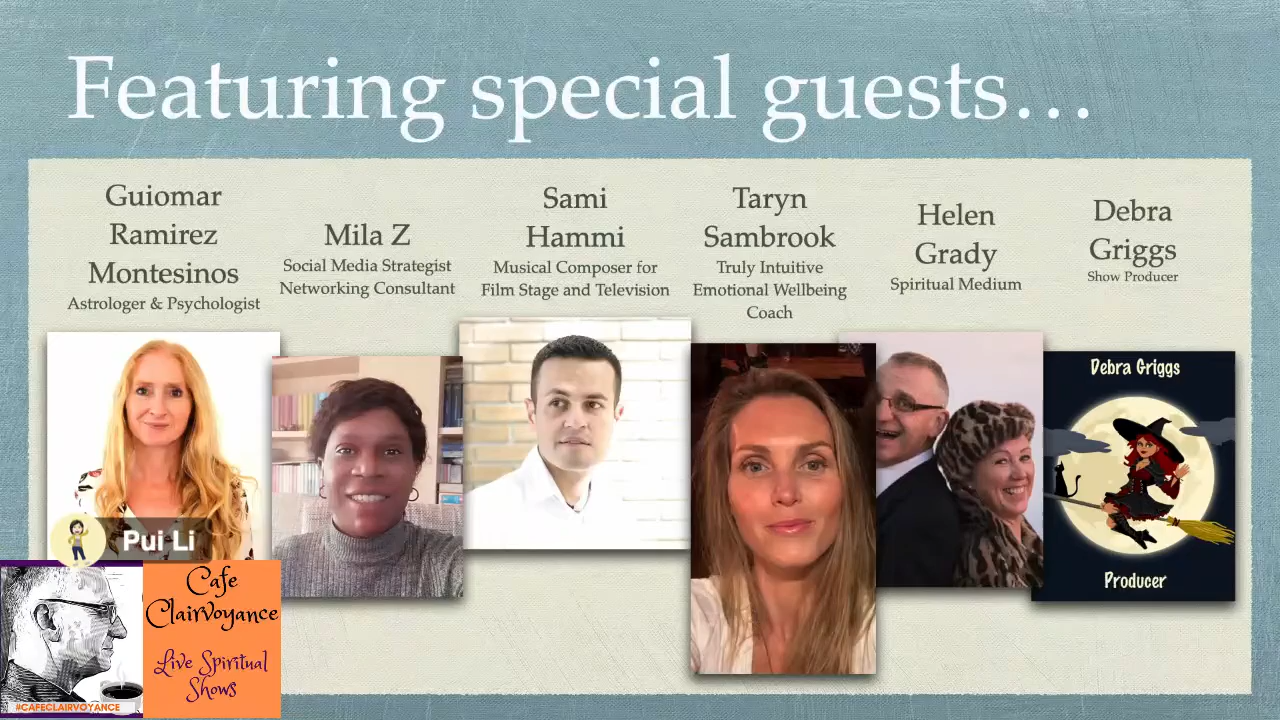 Featuring special guests...
Guiomar
Ramirez
Montesinos
Astrologer & Psychologist
Mila Z
Social Media Strategist
Networking Consultant
Sami
Hammi
Musical Composer for
Film Stage and Television
Taryn
Sambrook
Truly Intuitive
Emotional Wellbeing
Coach
Helen
Grady
Spiritual Medium
Debra
Griggs
Show Producer
Debra Griggs
Producer
Pui Li
Cafe
ClairVoyance
Live Spiritual
Shows
#CAFECLAIRVOYANCE